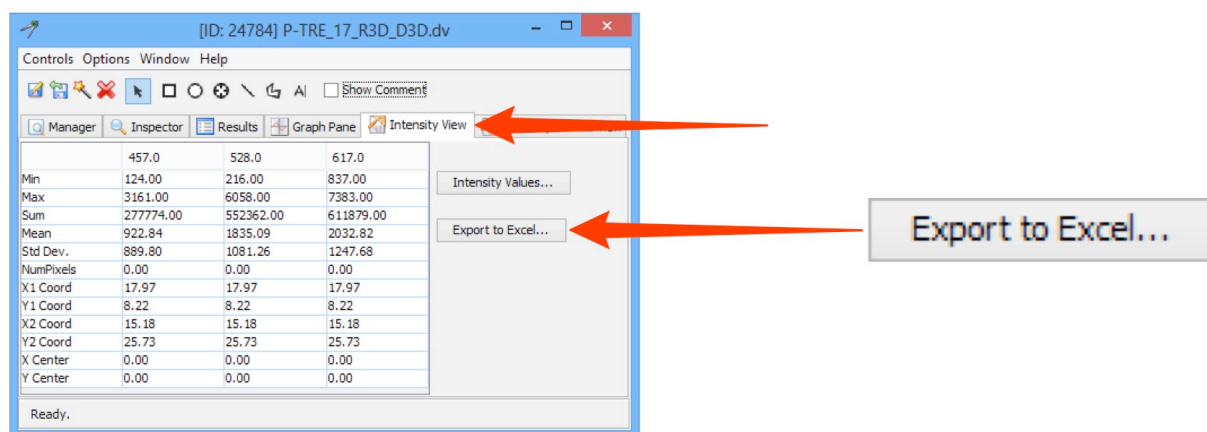 [ID: 24784] P-TRE_17_R3D_D3D.dv
Controls Options Window Help
Show Comment
Manager Inspector Results Graph Pane Intensity View
457.0 528.0 617.0
Min 124.00 216.00 837.00
Intensity Values...
Max 3161.00 6058.00 7383.00
Sum 277774.00 552362.00 611879.00
Mean 922.84 1835.09 2032.82
Export to Excel...
Export to Excel...
Std Dev. 889.80 1081.26 1247.68
NumPixels 0.00 0.00 0.00
X1 Coord 17.97 17.97 17.97
Y1 Coord 8.22 8.22 8.22
X2 Coord 15.18 15.18 15.18
Y2 Coord 25.73 25.73 25.73
X Center 0.00 0.00 0.00
Y Center 0.00 0.00 0.00
Ready.